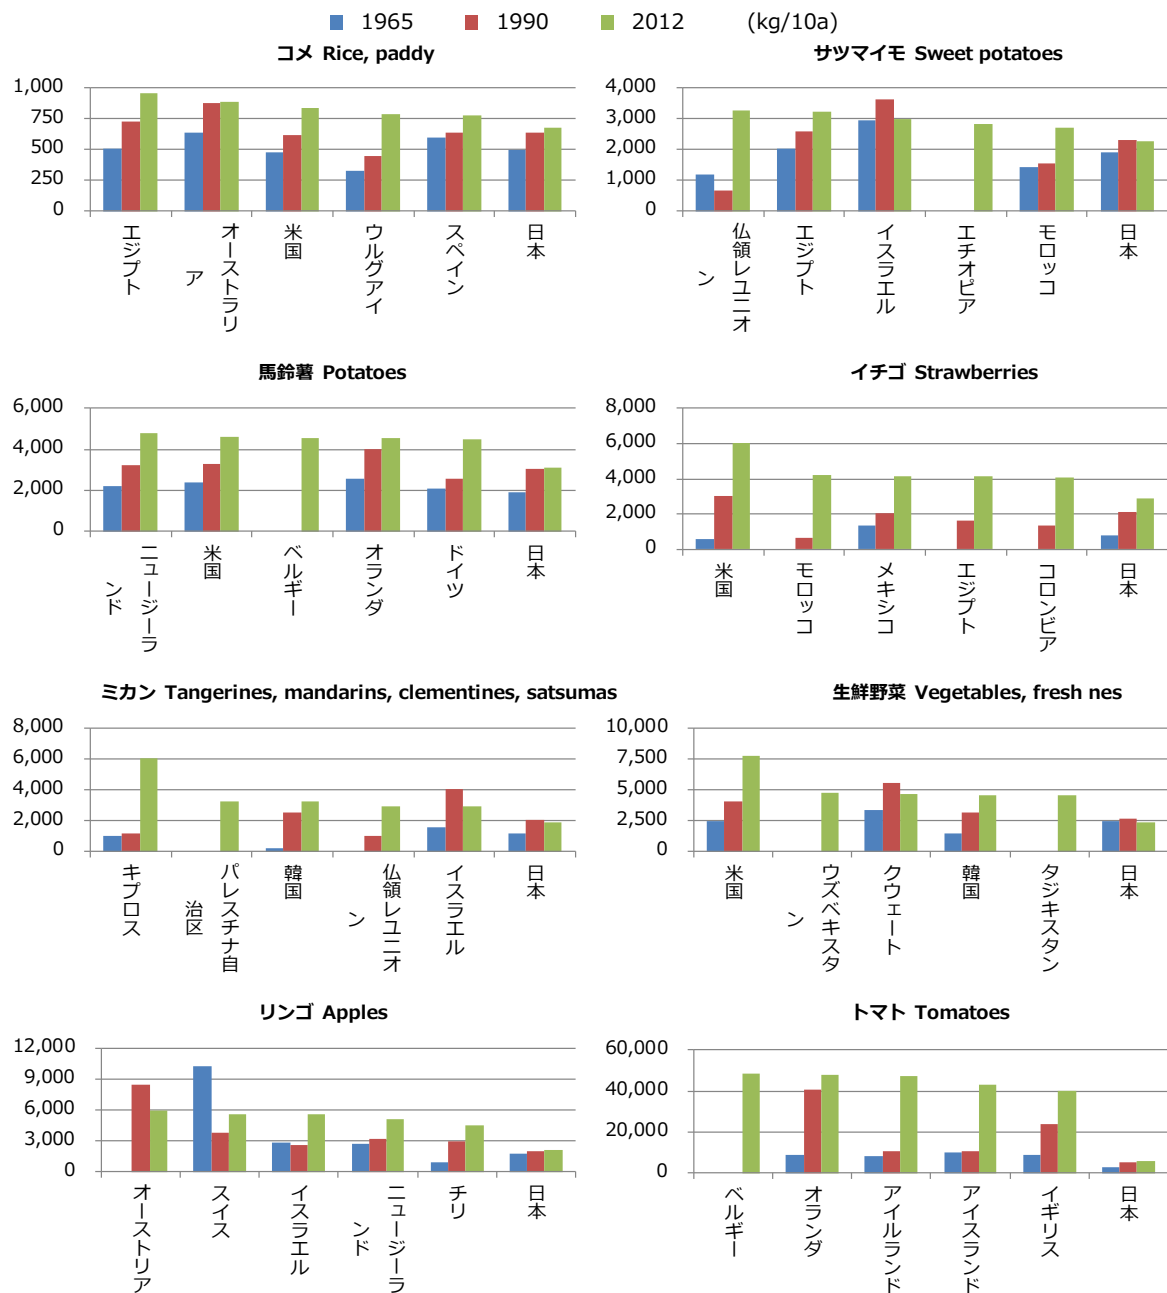 1965 1990 2012 (kg/10a)
コメ Rice, paddy
1,000
750
500
250
0
エジプト
オーストラリア
米国
ウルグアイ
スペイン
日本
サツマイモ Sweet potatoes
4,000
3,000
2,000
1,000
0
仏領レユニオン
エジプト
イスラエル
エチオピア
モロッコ
日本
馬鈴薯 Potatoes
6,000
4,000
2,000
0
ニュージーランド
米国
ベルギー
オランダ
ドイツ
日本
イチゴ Strawberries
8,000
6,000
4,000
2,000
0
米国
モロッコ
メキシコ
エジプト
コロンビア
日本
ミカン Tangerines, mandarins, clementines, satsumas
8,000
6,000
4,000
2,000
0
キプロス
パレスチナ自治区
韓国
仏領レユニオン
イスラエル
日本
生鮮野菜 Vegetables, fresh nes
10,000
7,500
5,000
2,500
0
米国
ウズベキスタン
クウェート
韓国
タジキスタン
日本
リンゴ Apples
12,000
9,000
6,000
3,000
0
オーストリア
スイス
イスラエル
ニュージーランド
チリ
日本
トマト Tomatoes
60,000
40,000
20,000
0
ベルギー
オランダ
アイルランド
アイスランド
イギリス
日本